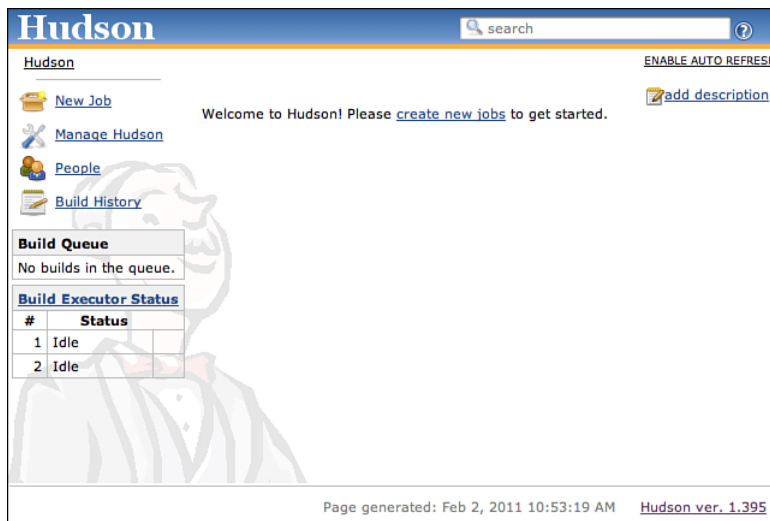 Hudson
search
Hudson
ENABLE AUTO REFRESH
New Job
add description
Welcome to Hudson! Please create new jobs to get started.
Manage Hudson
People
Build History
Build Queue
No builds in the queue.
Build Executor Status
# Status
1 Idle
2 Idle
Page generated: Feb 2, 2011 10:53:19 AM Hudson ver. 1.395